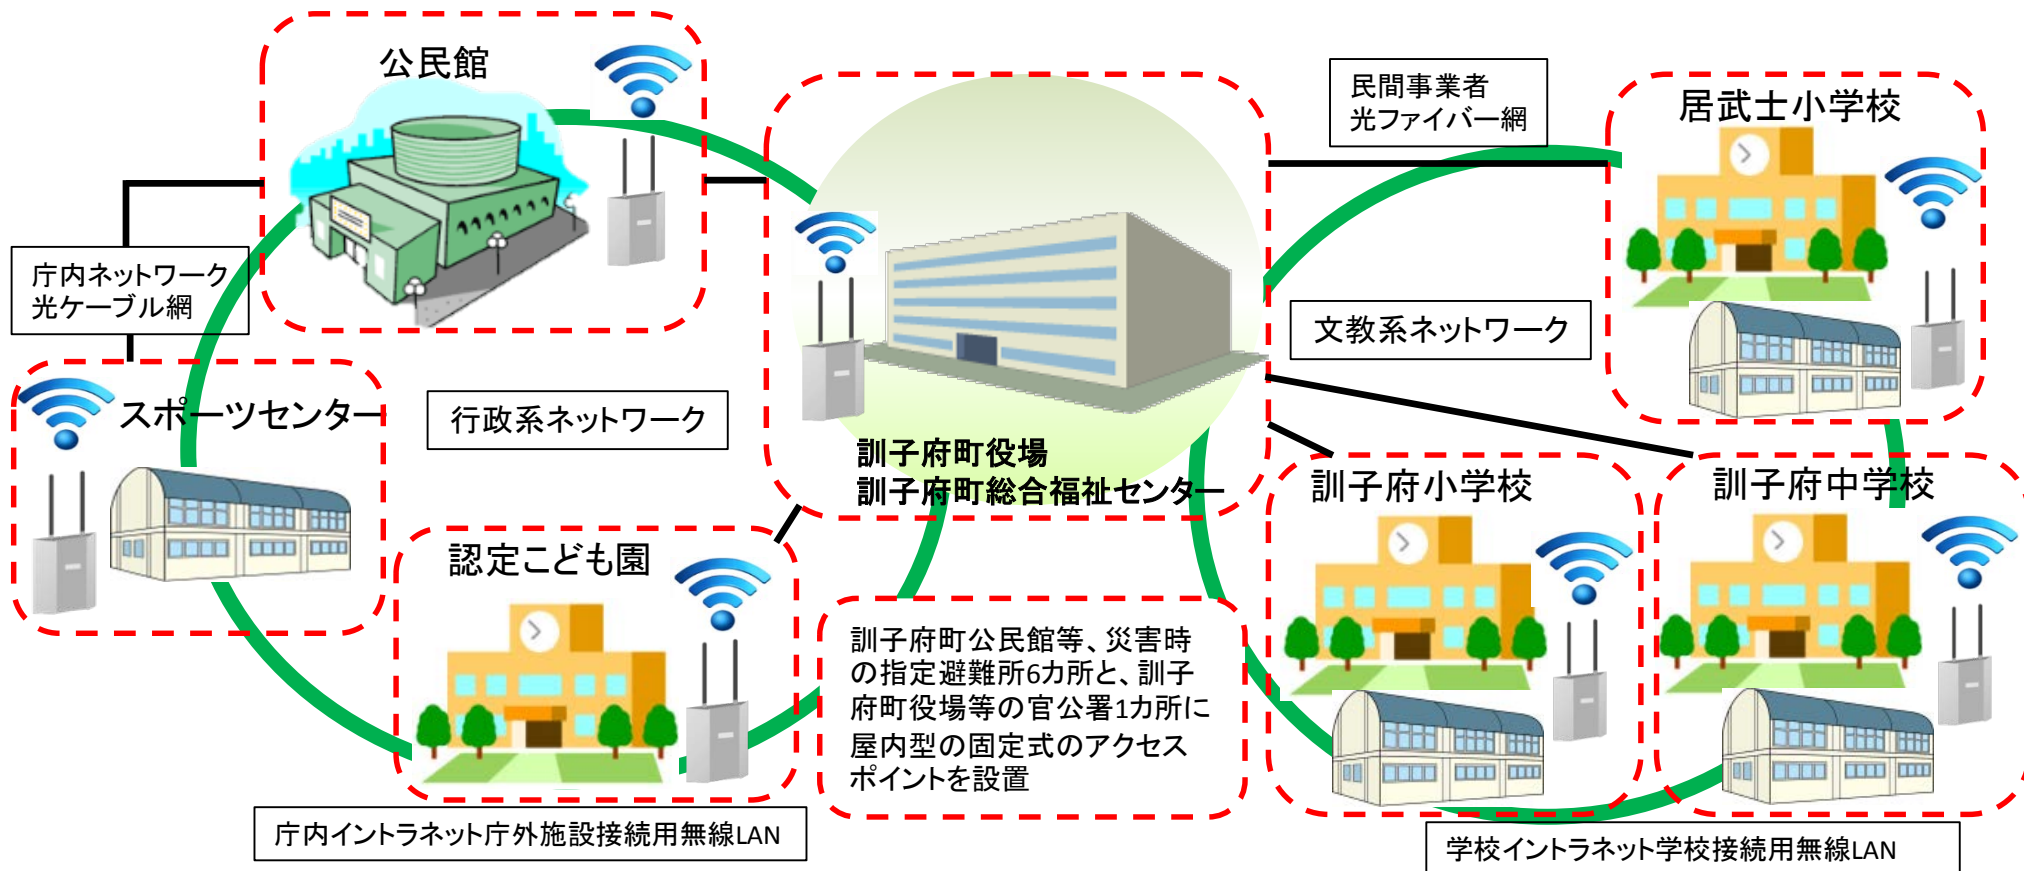 公民館
民間事業者
光ファイバー網
居武士小学校
庁内ネットワーク
光ケーブル網
文教系ネットワーク
スポーツセンター
行政系ネットワーク
訓子府町役場
訓子府町総合福祉センター
訓子府小学校
訓子府中学校
認定こども園
訓子府町公民館等、災害時
の指定避難所6カ所と、訓子
府町役場等の官公署1カ所に
屋内型の固定式のアクセス
ポイントを設置
庁内イントラネット庁外施設接続用無線LAN
学校イントラネット学校接続用無線LAN